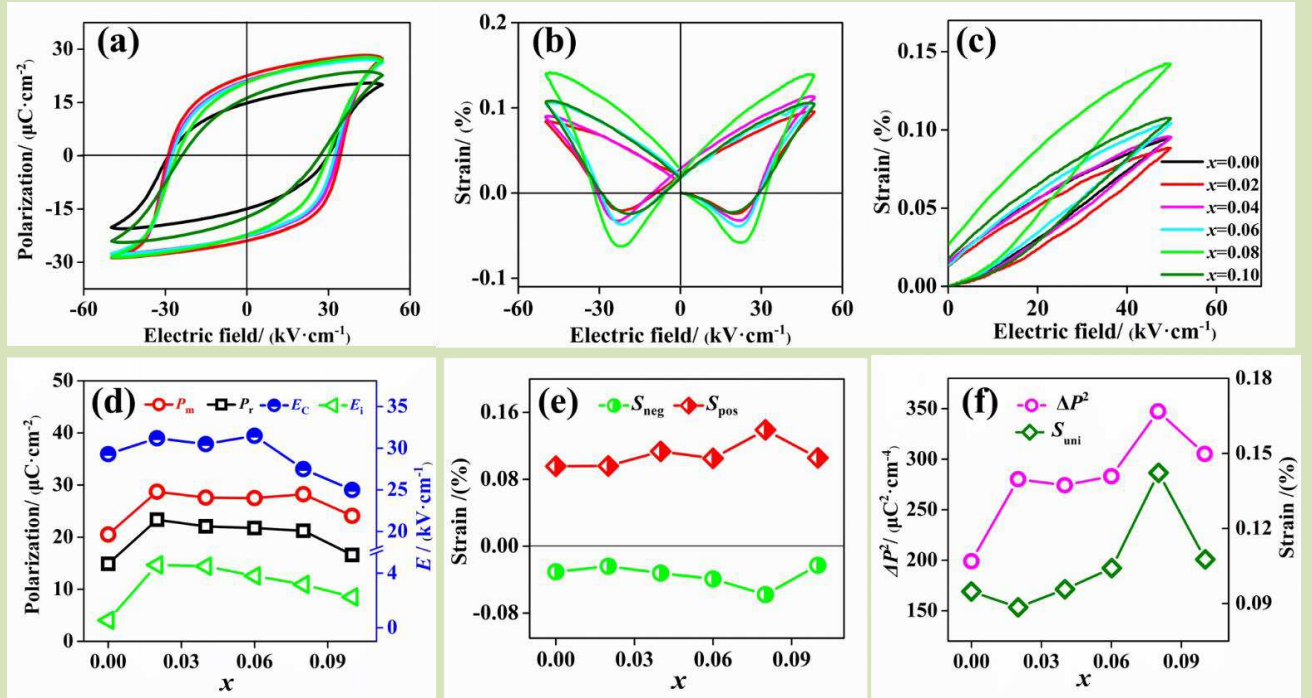 (a)
Polarization/ (μC·cm⁻²)
30
15
0
-15
-30
-60
-30
0
30
60
Electric field/ (kV·cm⁻¹)
(b)
Strain/ (%)
0.2
0.1
0.0
-0.1
-60
-30
0
30
60
Electric field/ (kV·cm⁻¹)
(c)
Strain/ (%)
0.15
0.10
0.05
0.00
0
20
40
60
Electric field/ (kV·cm⁻¹)
x=0.00
x=0.02
x=0.04
x=0.06
x=0.08
x=0.10
(d)
Pm Pr EC Ei
Polarization/ (μC·cm⁻²)
50
40
30
20
10
0
35
30
25
20
4
0
E / (kV·cm⁻¹)
0.00
0.03
0.06
0.09
x
(e)
Sneg Spos
Strain /(%)
0.16
0.08
0.00
-0.08
0.00
0.03
0.06
0.09
x
(f)
ΔP²
Suni
ΔP²/ (μC²·cm⁻⁴)
350
300
250
200
150
0.18
0.15
0.12
0.09
Strain /(%)
0.00
0.03
0.06
0.09
x